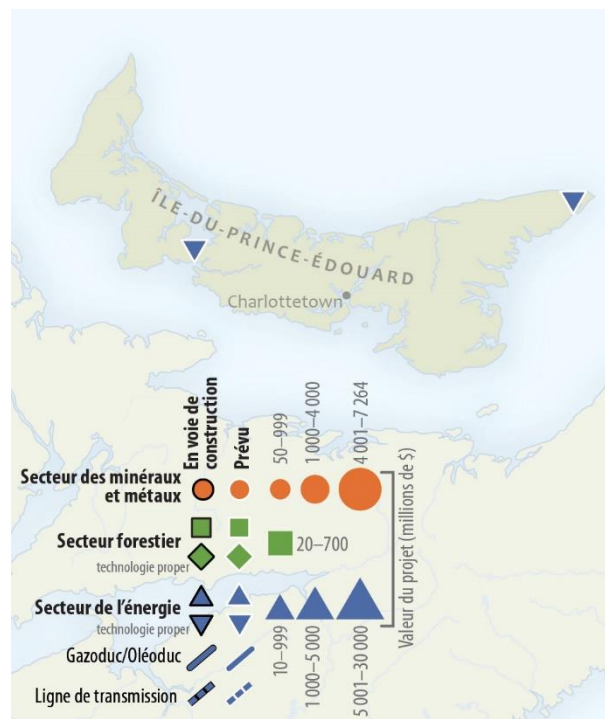 ÎLE-DU-PRINCE-ÉDOUARD
Charlottetown
En voie de
construction
Prévu
50–999
1 000–4 000
4 001–7 264
Secteur des minéraux
et métaux
Secteur forestier
technologie proper
20–700
Secteur de l’énergie
technologie proper
10–999
1 000–5 000
5 001–30 000
Gazoduc/Oléoduc
Ligne de transmission
Valeur du projet (millions de $)